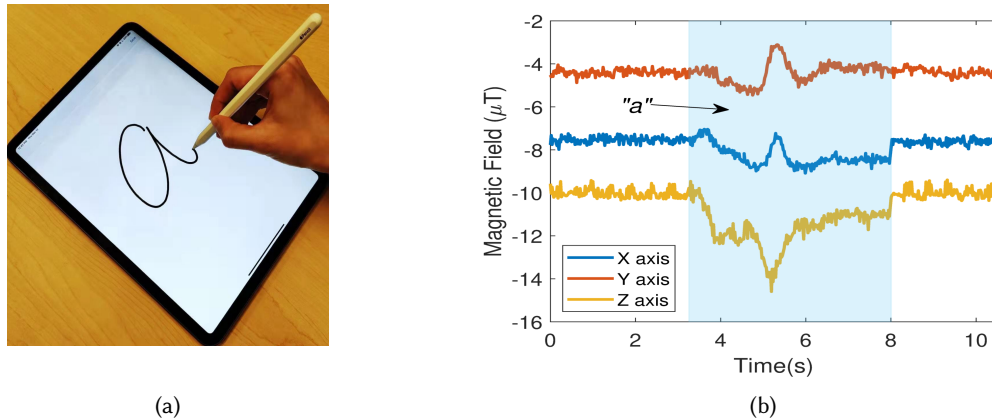 a
-2
-4
-6
-8
-10
-12
-14
-16
Magnetic Field (μT)
"a"
X axis
Y axis
Z axis
0 2 4 6 8 10
Time(s)
(a) (b)